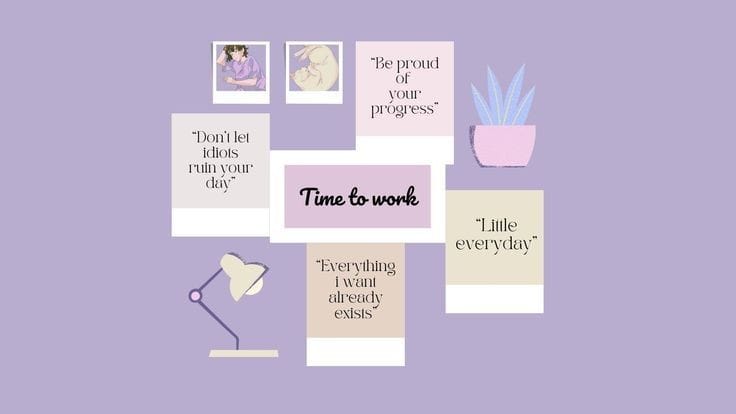 “Be proud
of
your
progress”
“Don’t let
idiots
ruin your
day”
Time to work
“Little
everyday”
“Everything
i want
already
exists”